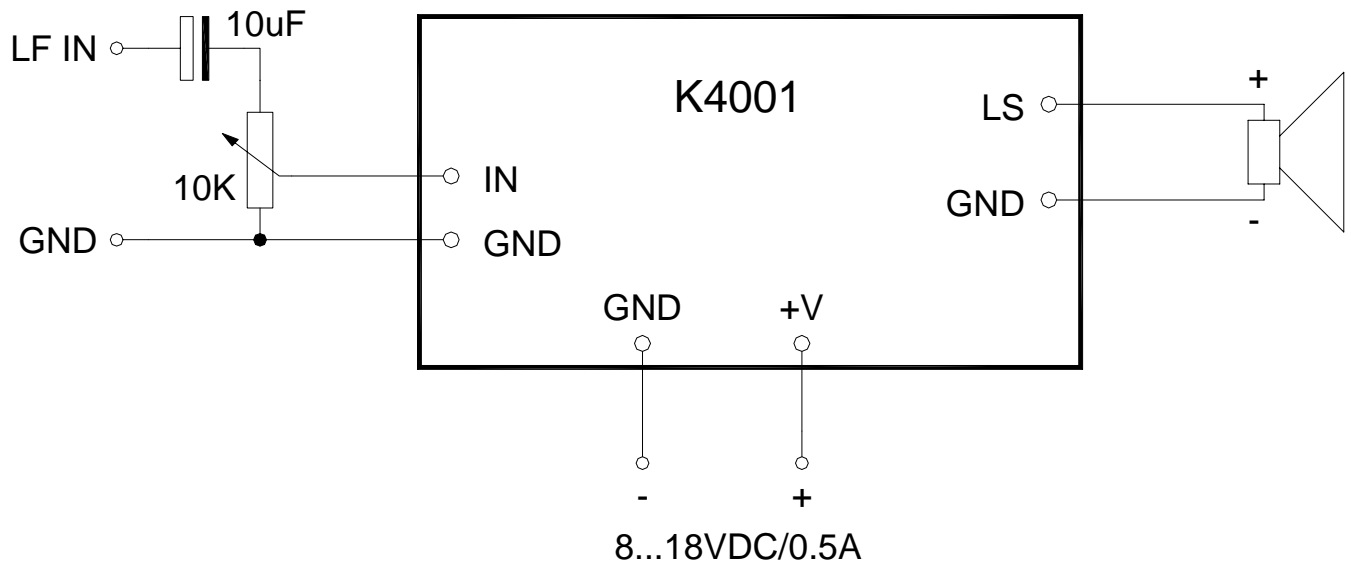 10uF
LF IN
K4001
+
LS
10K
IN
GND
GND
GND
-
GND
+V
-
+
8...18VDC/0.5A